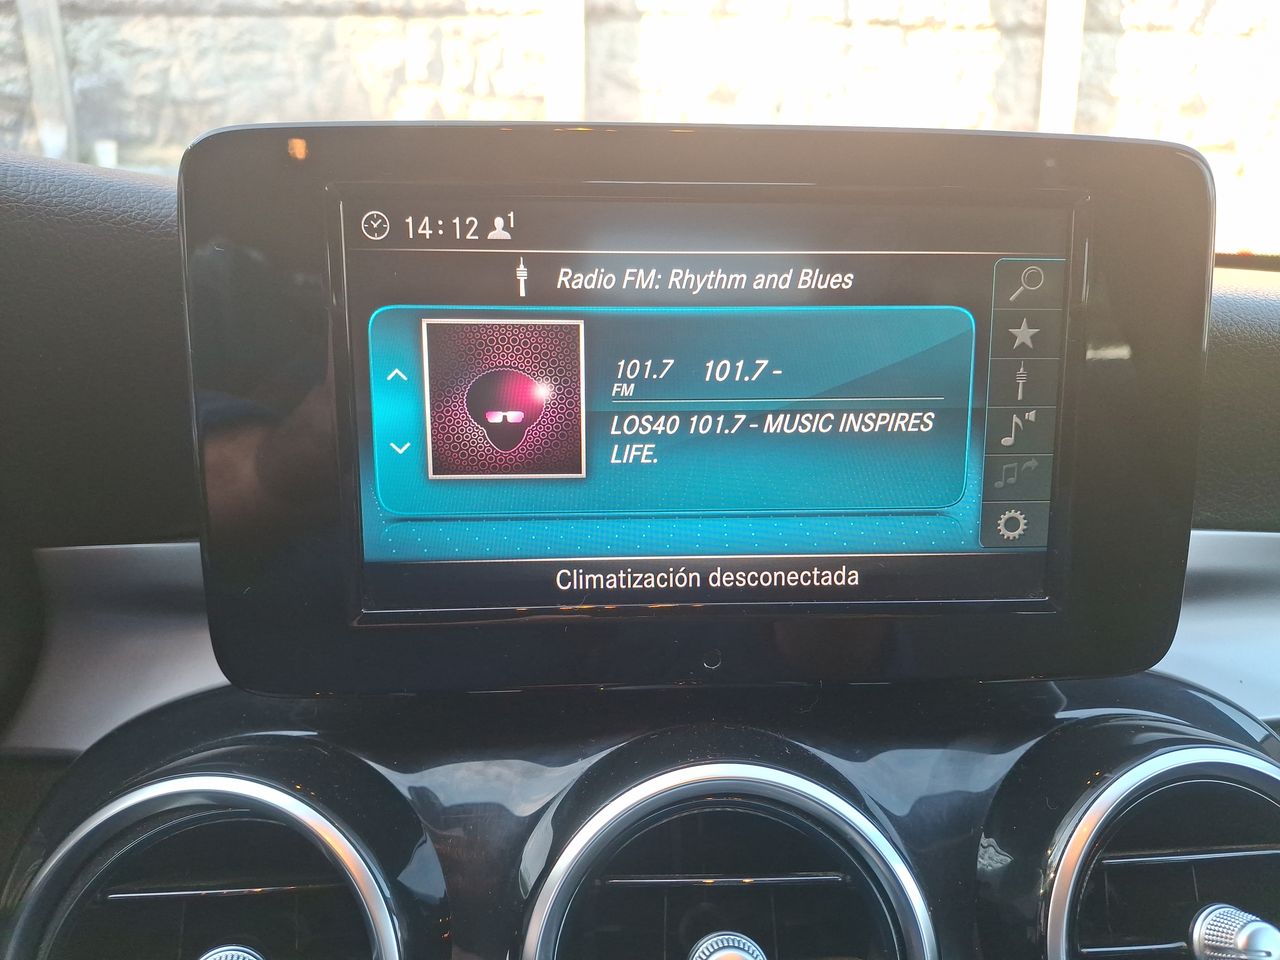 14:12 1
Radio FM: Rhythm and Blues
101.7 101.7 -
FM
LOS40 101.7 - MUSIC INSPIRES
LIFE.
Climatización desconectada